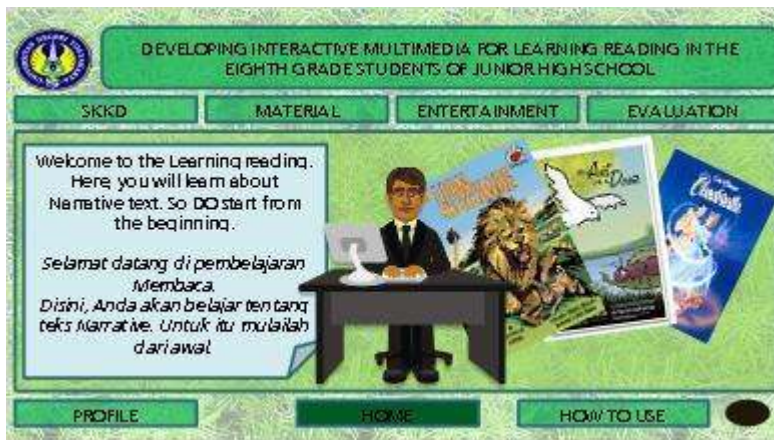 DEVELOPING INTERACTIVE MULTIMEDIA FOR LEARNING READING IN THE
EIGHTH GRADE STUDENTS OF JUNIOR HIGH SCHOOL
SKKD
MATERIAL
ENTERTAINMENT
EVALUATION
Welcome to the Learning reading.
Here, you will learn about
Narrative text. So DO start from
the beginning.
Selamat datang di pembelajaran
Membaca.
Disini, Anda akan belajar tentang
teks Narrative. Untuk itu mulailah
dari awal.
Cinderella
PROFILE
HOME
HOW TO USE